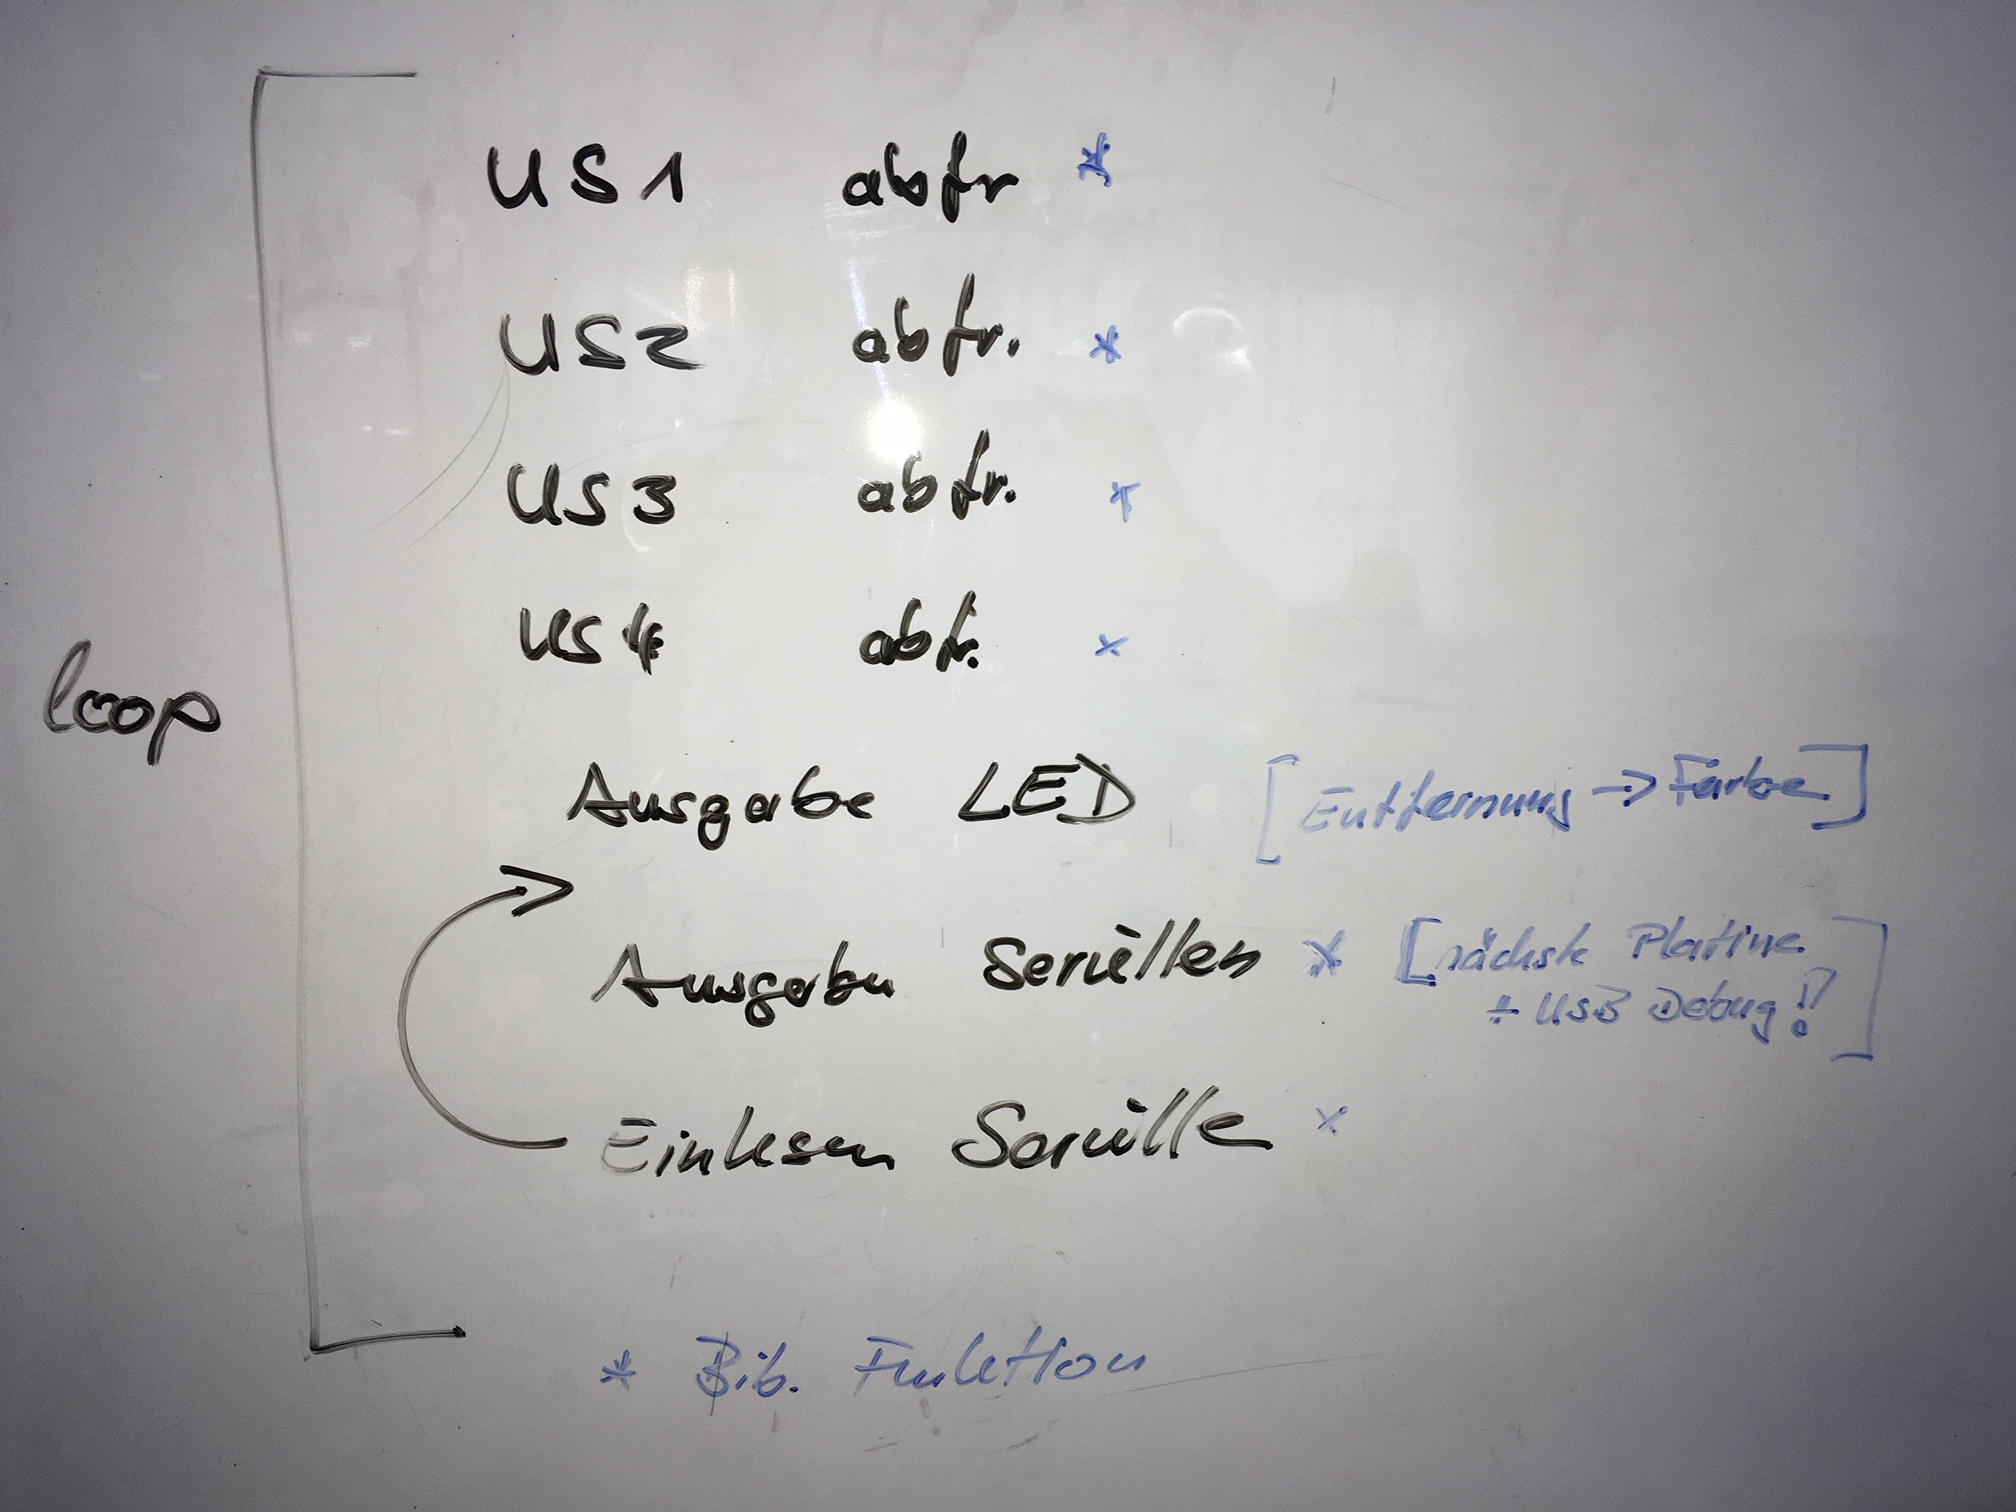 US1 abfr *
US2 abfr. *
US3 abfr. *
US4 abfr. *
loop
Ausgabe LED [Entfernung -> Farbe]
Ausgabe Seriellen * [nächste Platine
+ USB Debug!]
Einlesen Serielle *
* Bib. Funktion